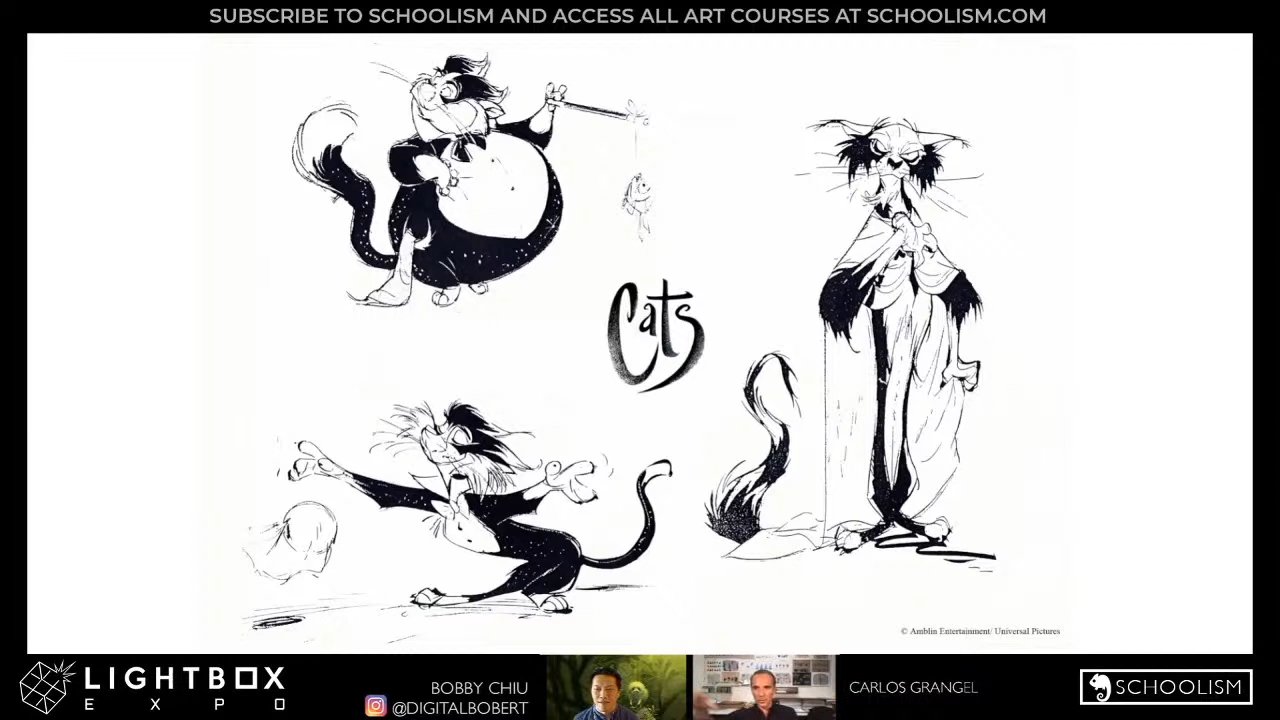 SUBSCRIBE TO SCHOOLISM AND ACCESS ALL ART COURSES AT SCHOOLISM.COM
Cats
© Amblin Entertainment/ Universal Pictures
LIGHTBOX
EXPO
BOBBY CHIU
@DIGITALBOBERT
CARLOS GRANGEL
SCHOOLISM